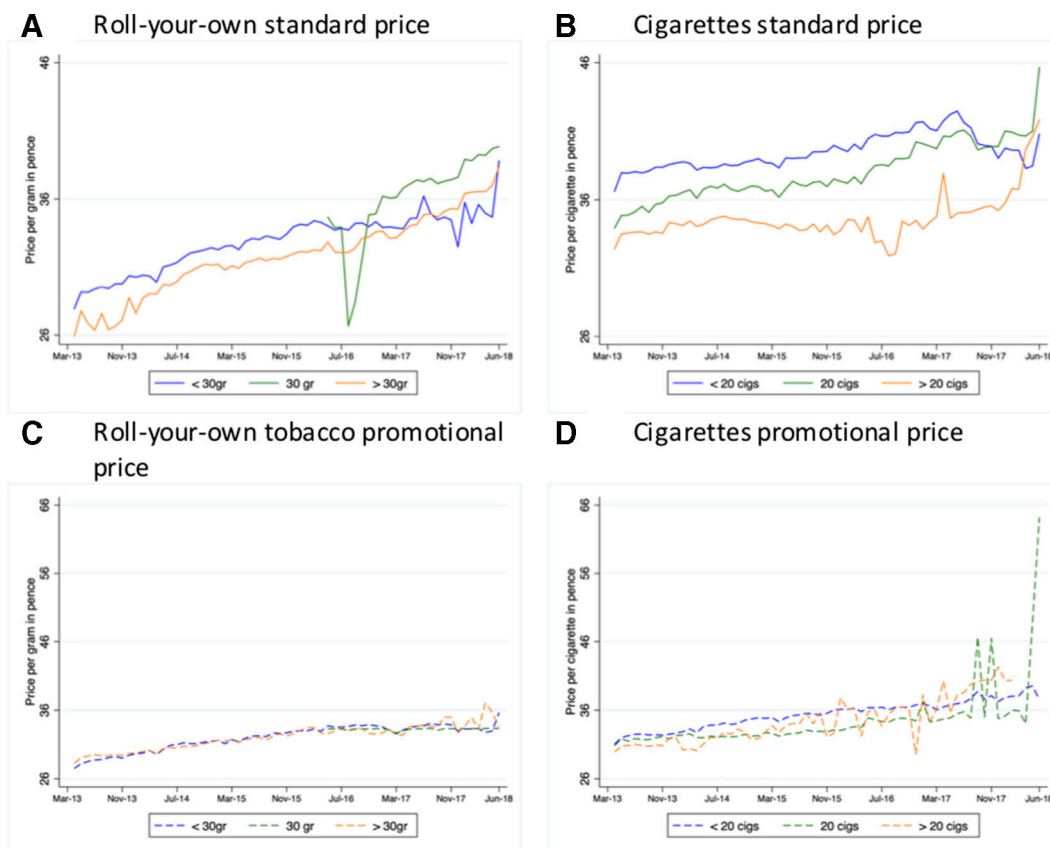 A Roll-your-own standard price
46
36
26
Price per gram in pence
Mar-13 Nov-13 Jul-14 Mar-15 Nov-15 Jul-16 Mar-17 Nov-17 Jun-18
< 30gr 30 gr > 30gr
B Cigarettes standard price
46
36
26
Price per cigarette in pence
Mar-13 Nov-13 Jul-14 Mar-15 Nov-15 Jul-16 Mar-17 Nov-17 Jun-18
< 20 cigs 20 cigs > 20 cigs
C Roll-your-own tobacco promotional
price
66
56
46
36
26
Price per gram in pence
Mar-13 Nov-13 Jul-14 Mar-15 Nov-15 Jul-16 Mar-17 Nov-17 Jun-18
< 30gr 30 gr > 30gr
D Cigarettes promotional price
66
56
46
36
26
Price per cigarette in pence
Mar-13 Nov-13 Jul-14 Mar-15 Nov-15 Jul-16 Mar-17 Nov-17 Jun-18
< 20 cigs 20 cigs > 20 cigs